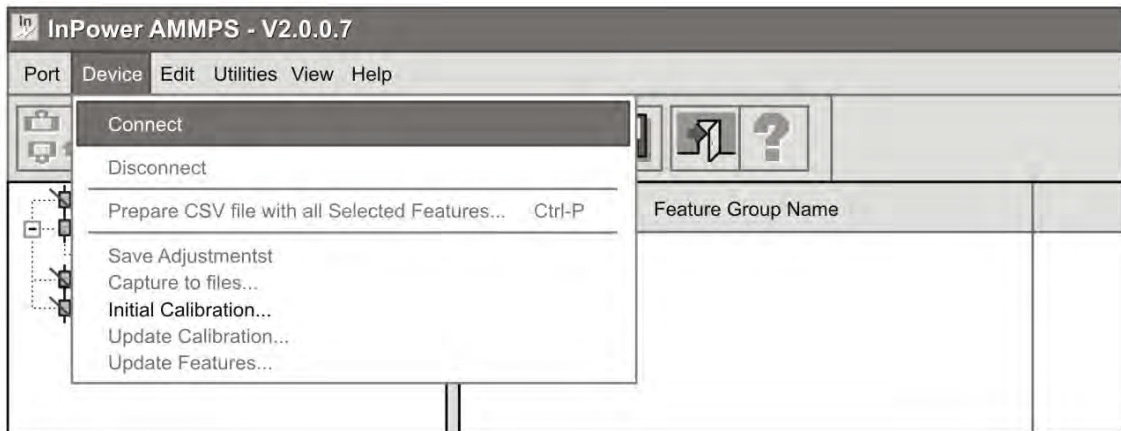 InPower AMMPS - V2.0.0.7
Port Device Edit Utilities View Help
Connect
Disconnect
Prepare CSV file with all Selected Features... Ctrl-P
Feature Group Name
Save Adjustmentst
Capture to files...
Initial Calibration...
Update Calibration...
Update Features...